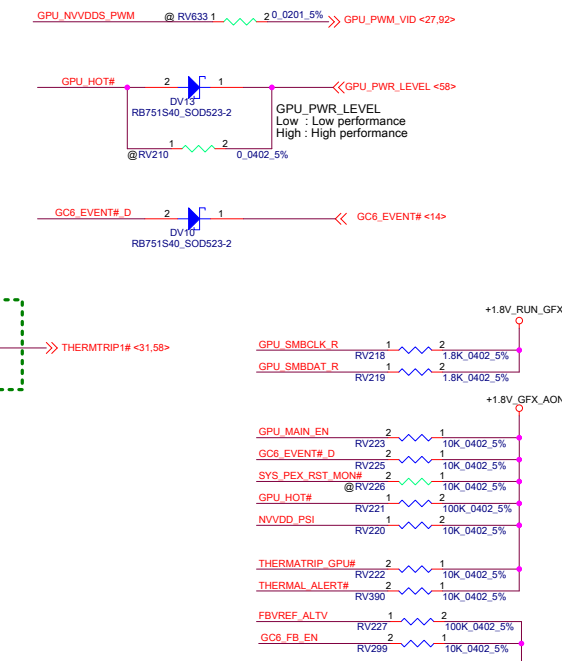 GPU_NVVDDS_PWM @ RV633 1 2 0_0201_5% GPU_PWM_VID <27,92>
GPU_HOT# 2 1 GPU_PWR_LEVEL <58>
DV13
RB751S40_SOD523-2
GPU_PWR_LEVEL
Low : Low performance
High : High performance
1 2
@RV210 0_0402_5%
GC6_EVENT#_D 2 1 GC6_EVENT# <14>
DV10
RB751S40_SOD523-2
THERMTRIP1# <31,58>
+1.8V_RUN_GFX
GPU_SMBCLK_R 1 2
RV218 1.8K_0402_5%
GPU_SMBDAT_R 1 2
RV219 1.8K_0402_5%
+1.8V_GFX_AON
GPU_MAIN_EN 2 1
RV223 10K_0402_5%
GC6_EVENT#_D 2 1
RV225 10K_0402_5%
SYS_PEX_RST_MON# 2 1
@RV226 10K_0402_5%
GPU_HOT# 1 2
RV221 100K_0402_5%
NVVDD_PSI 1 2
RV220 10K_0402_5%
THERMATRIP_GPU# 2 1
RV222 10K_0402_5%
THERMAL_ALERT# 2 1
RV390 10K_0402_5%
FBVREF_ALTV 1 2
RV227 100K_0402_5%
GC6_FB_EN 2 1
RV299 10K_0402_5%